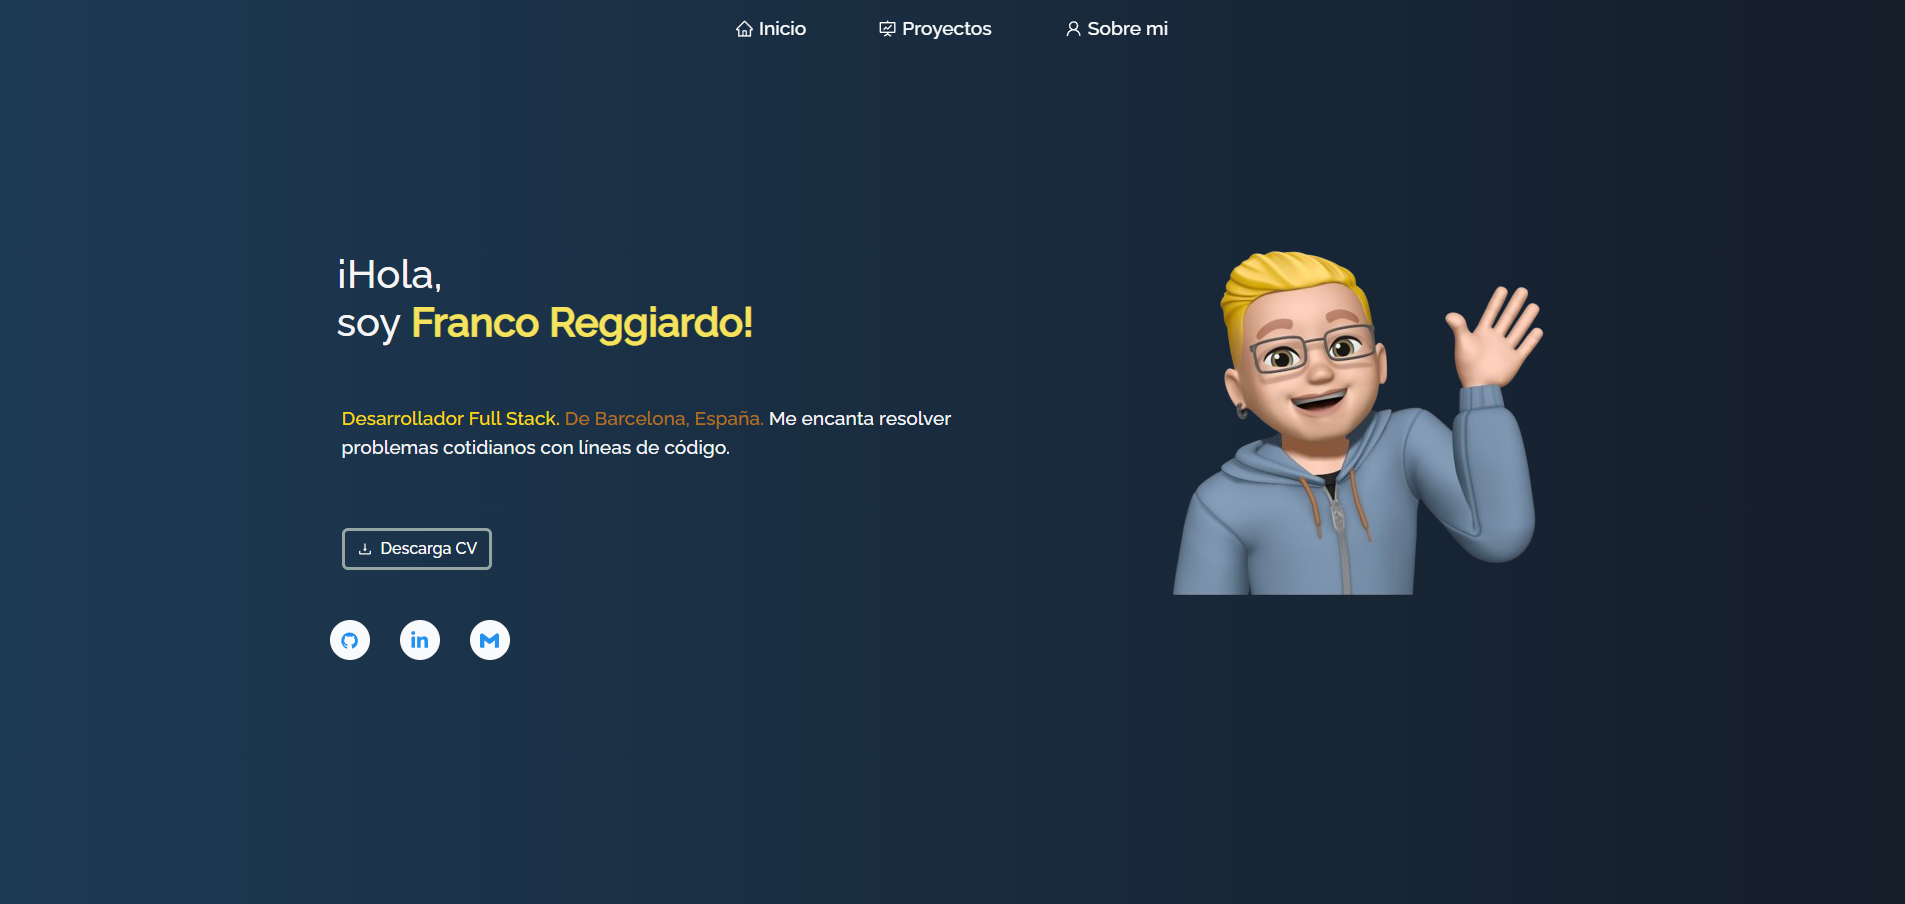 Inicio
Proyectos
Sobre mi
¡Hola,
soy Franco Reggiardo!
Desarrollador Full Stack. De Barcelona, España. Me encanta resolver
problemas cotidianos con líneas de código.
Descarga CV
in